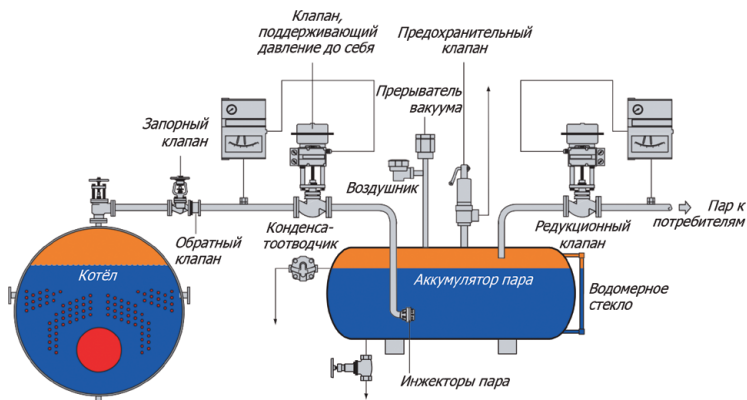 Клапан,
поддерживающий
давление до себя
Предохранительный
клапан
Прерыватель
вакуума
Запорный
клапан
Воздушник
Пар к
потребителям
Обратный
клапан
Конденса-
тоотводчик
Редукционный
клапан
Котёл
Аккумулятор пара
Водомерное
стекло
Инжекторы пара